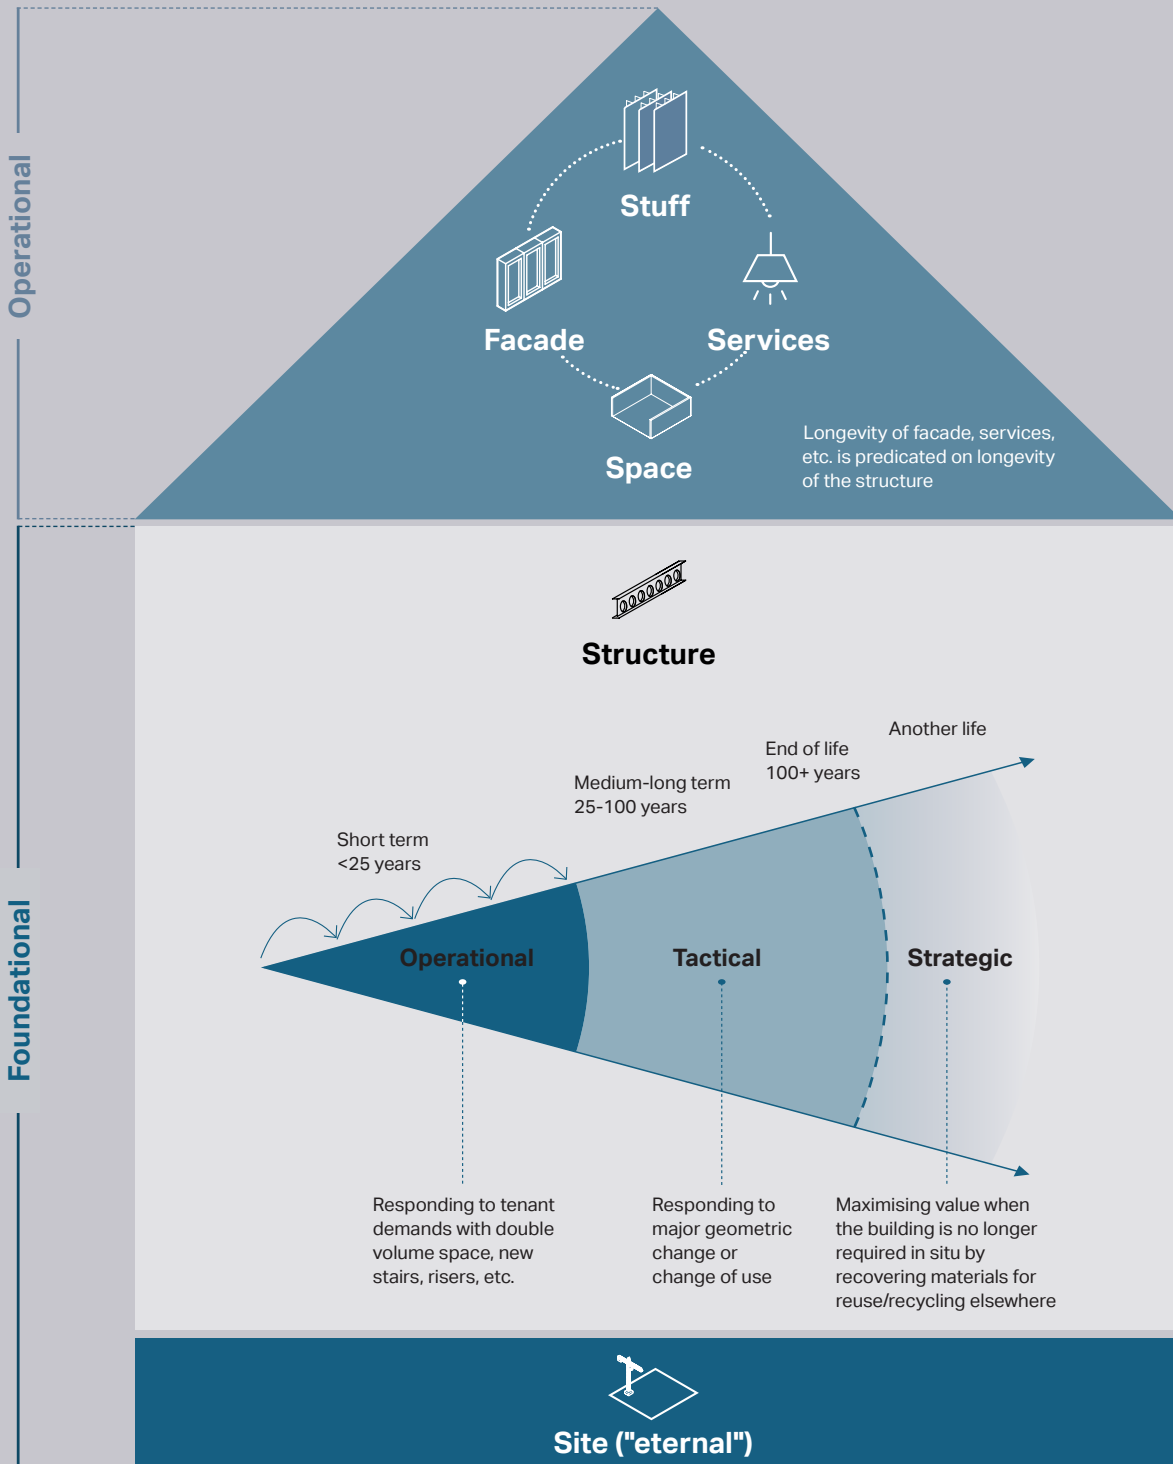 Operational
Stuff
Facade
Services
Space
Longevity of facade, services,
etc. is predicated on longevity
of the structure
Foundational
Structure
Short term
<25 years
Medium-long term
25-100 years
End of life
100+ years
Another life
Operational
Tactical
Strategic
Responding to tenant
demands with double
volume space, new
stairs, risers, etc.
Responding to
major geometric
change or
change of use
Maximising value when
the building is no longer
required in situ by
recovering materials for
reuse/recycling elsewhere
Site ("eternal")